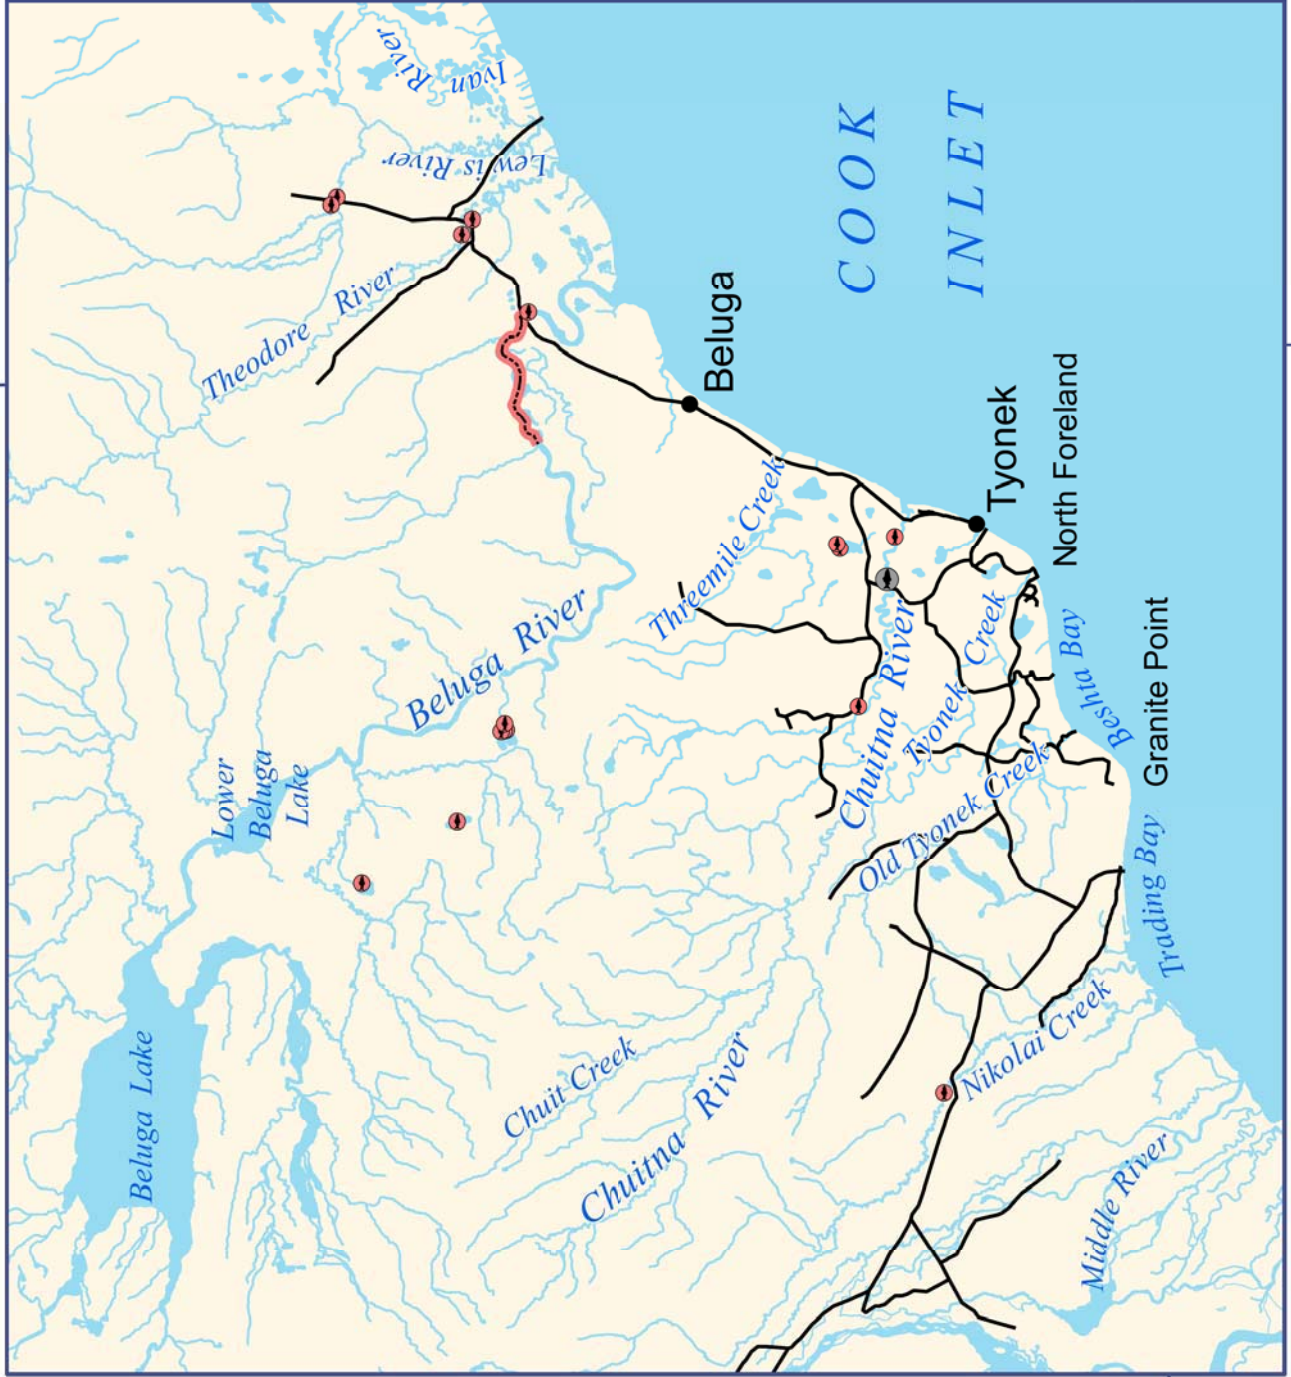 Ivan
River
Lewis River
Theodore River
COOK
INLET
Beluga
Tyonek
North Foreland
Threemile Creek
Beluga River
Lower
Beluga
Lake
Chuitna River
Tyonek Creek
Old Tyonek Creek
Beshta Bay
Granite Point
Trading Bay
Beluga Lake
Chuit Creek
Chuitna River
Nikolai Creek
Middle River